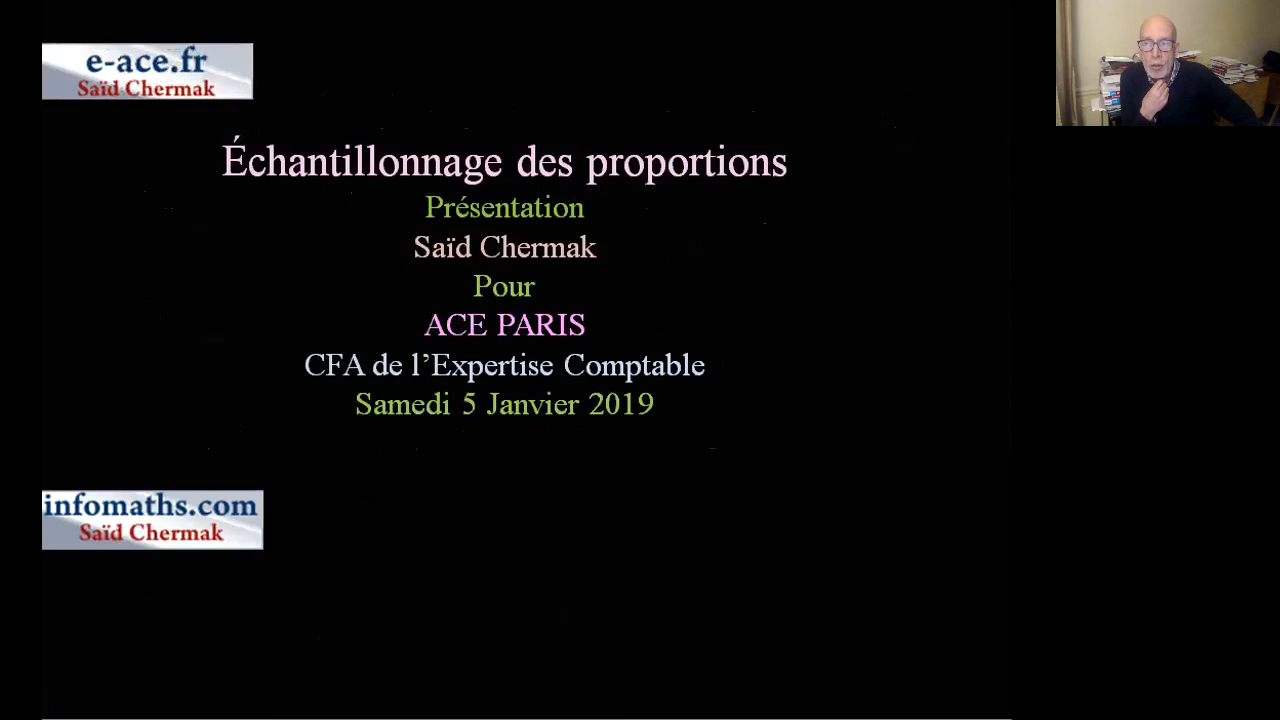 e-ace.fr
Saïd Chermak
Échantillonnage des proportions
Présentation
Saïd Chermak
Pour
ACE PARIS
CFA de l’Expertise Comptable
Samedi 5 Janvier 2019
infomaths.com
Saïd Chermak